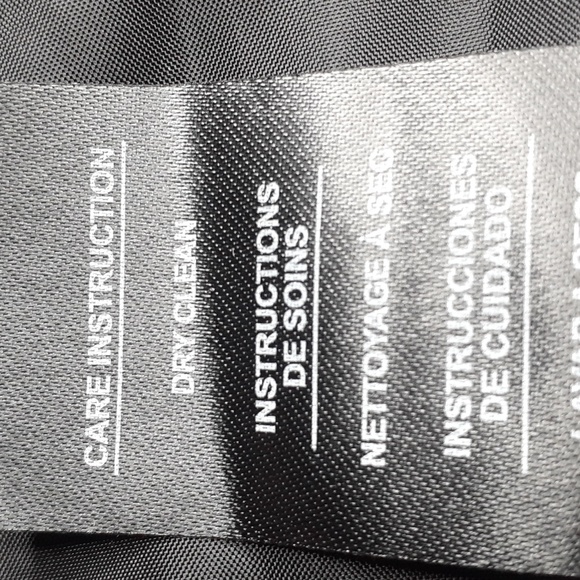 CARE INSTRUCTION
DRY CLEAN
INSTRUCTIONS
DE SOINS
NETTOYAGE A SEC
INSTRUCCIONES
DE CUIDADO